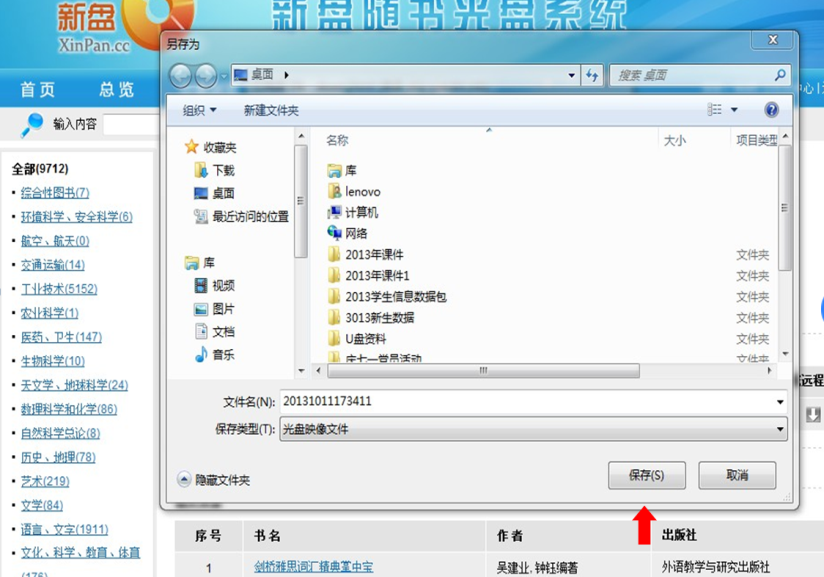 新盘
XinPan.cc
新盘随书光盘系统
首页 总览
输入内容
全部(9712)
综合性图书(7)
环境科学、安全科学(6)
航空、航天(0)
交通运输(14)
工业技术(5152)
农业科学(1)
医药、卫生(147)
生物科学(10)
天文学、地球科学(24)
数理科学和化学(86)
自然科学总论(8)
历史、地理(78)
艺术(219)
文学(84)
语言、文字(1911)
文化、科学、教育、体育
(176)
另存为
桌面
搜索 桌面
组织 新建文件夹
收藏夹
下载
桌面
最近访问的位置
库
视频
图片
文档
音乐
名称 大小 项目类型
库
lenovo
计算机
网络
2013年课件 文件夹
2013年课件1 文件夹
2013学生信息数据包 文件夹
3013新生数据 文件夹
U盘资料 文件夹
庆七一党员活动 文件夹
文件名(N): 20131011173411
保存类型(T): 光盘映像文件
隐藏文件夹 保存(S) 取消
远程
序号 书名 作者 出版社
1 剑桥雅思词汇精典 吴建业,钟钰编著 外语教学与研究出版社